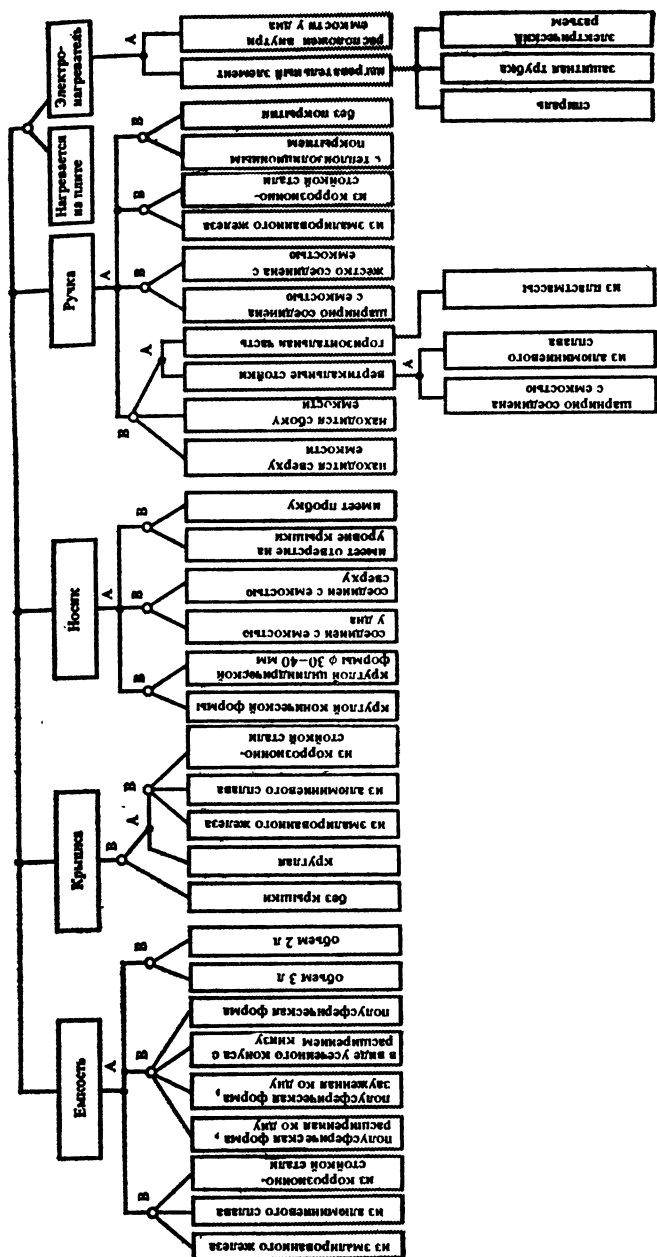 Емкость
А
В
из эмалированного железа
из алюминиевого сплава
из коррозионно-
стойкой стали
В
полусферическая форма,
расширенная ко дну
полусферическая форма,
зауженная ко дну
в виде усеченного конуса с
расширением книзу
полусферическая форма
В
объем 3 л
объем 2 л
Крышка
В
без крышки
А
круглая
В
из эмалированного железа
из алюминиевого сплава
из коррозионно-
стойкой стали
Носик
А
В
круглой конической формы
круглой цилиндрической
формы ф 30—40 мм
В
соединен с емкостью
у дна
соединен с емкостью
сверху
В
имеет отверстие на
уровне крышки
имеет пробку
Ручка
А
В
находится сверху
емкости
находится сбоку
емкости
А
вертикальные стойки
А
шарнирно соединена
с емкостью
из алюминиевого
сплава
горизонтальная часть
из пластмассы
В
шарнирно соединена
с емкостью
жестко соединена с
емкостью
В
из эмалированного железа
из коррозионно-
стойкой стали
В
с теплоизоляционным
покрытием
без покрытия
Нагревается
на плите
Электро-
нагреватель
А
нагревательный элемент
спираль
защитная трубка
электрический
разъем
расположен внутри
емкости у дна